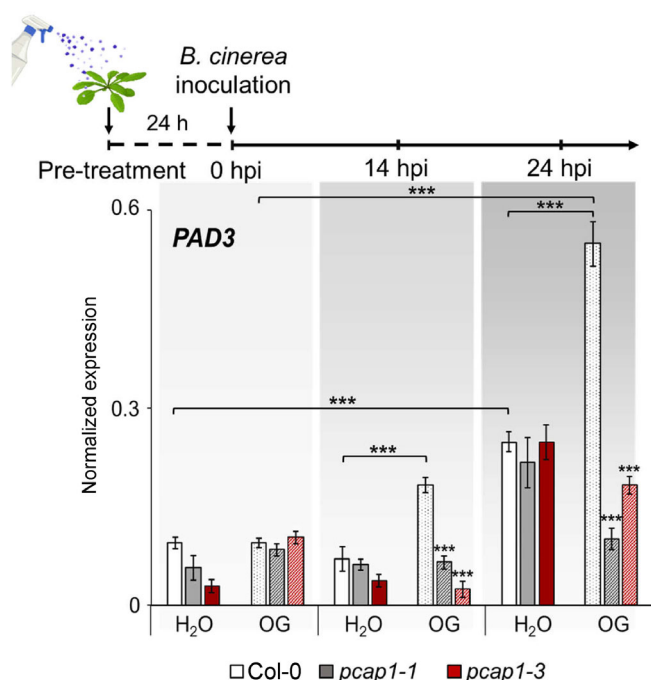 B. cinerea
inoculation
24 h
Pre-treatment 0 hpi 14 hpi 24 hpi
0.6
***
***
PAD3
Normalized expression
0.3
***
***
***
***
***
***
0
H₂O OG H₂O OG H₂O OG
Col-0 pcap1-1 pcap1-3